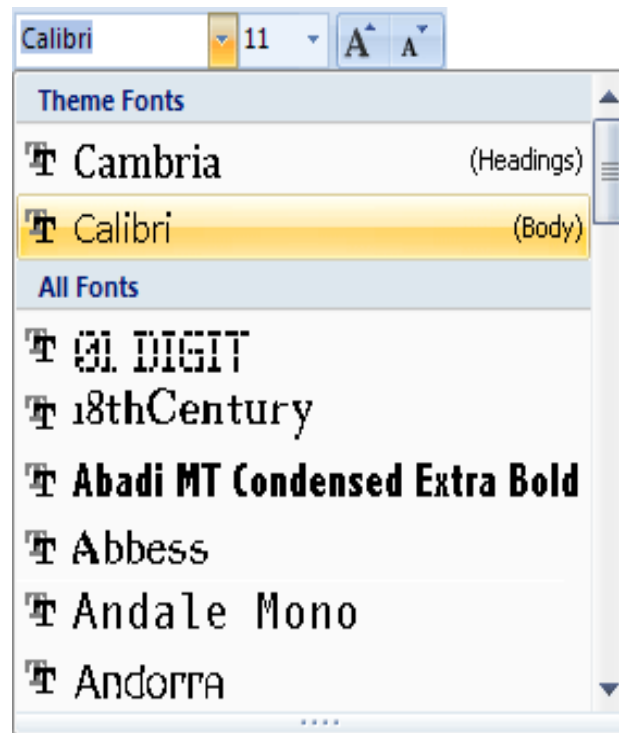 Calibri 11 A A
Theme Fonts
Cambria (Headings)
Calibri (Body)
All Fonts
01 DIGIT
18thCentury
Abadi MT Condensed Extra Bold
Abbess
Andale Mono
Andorra